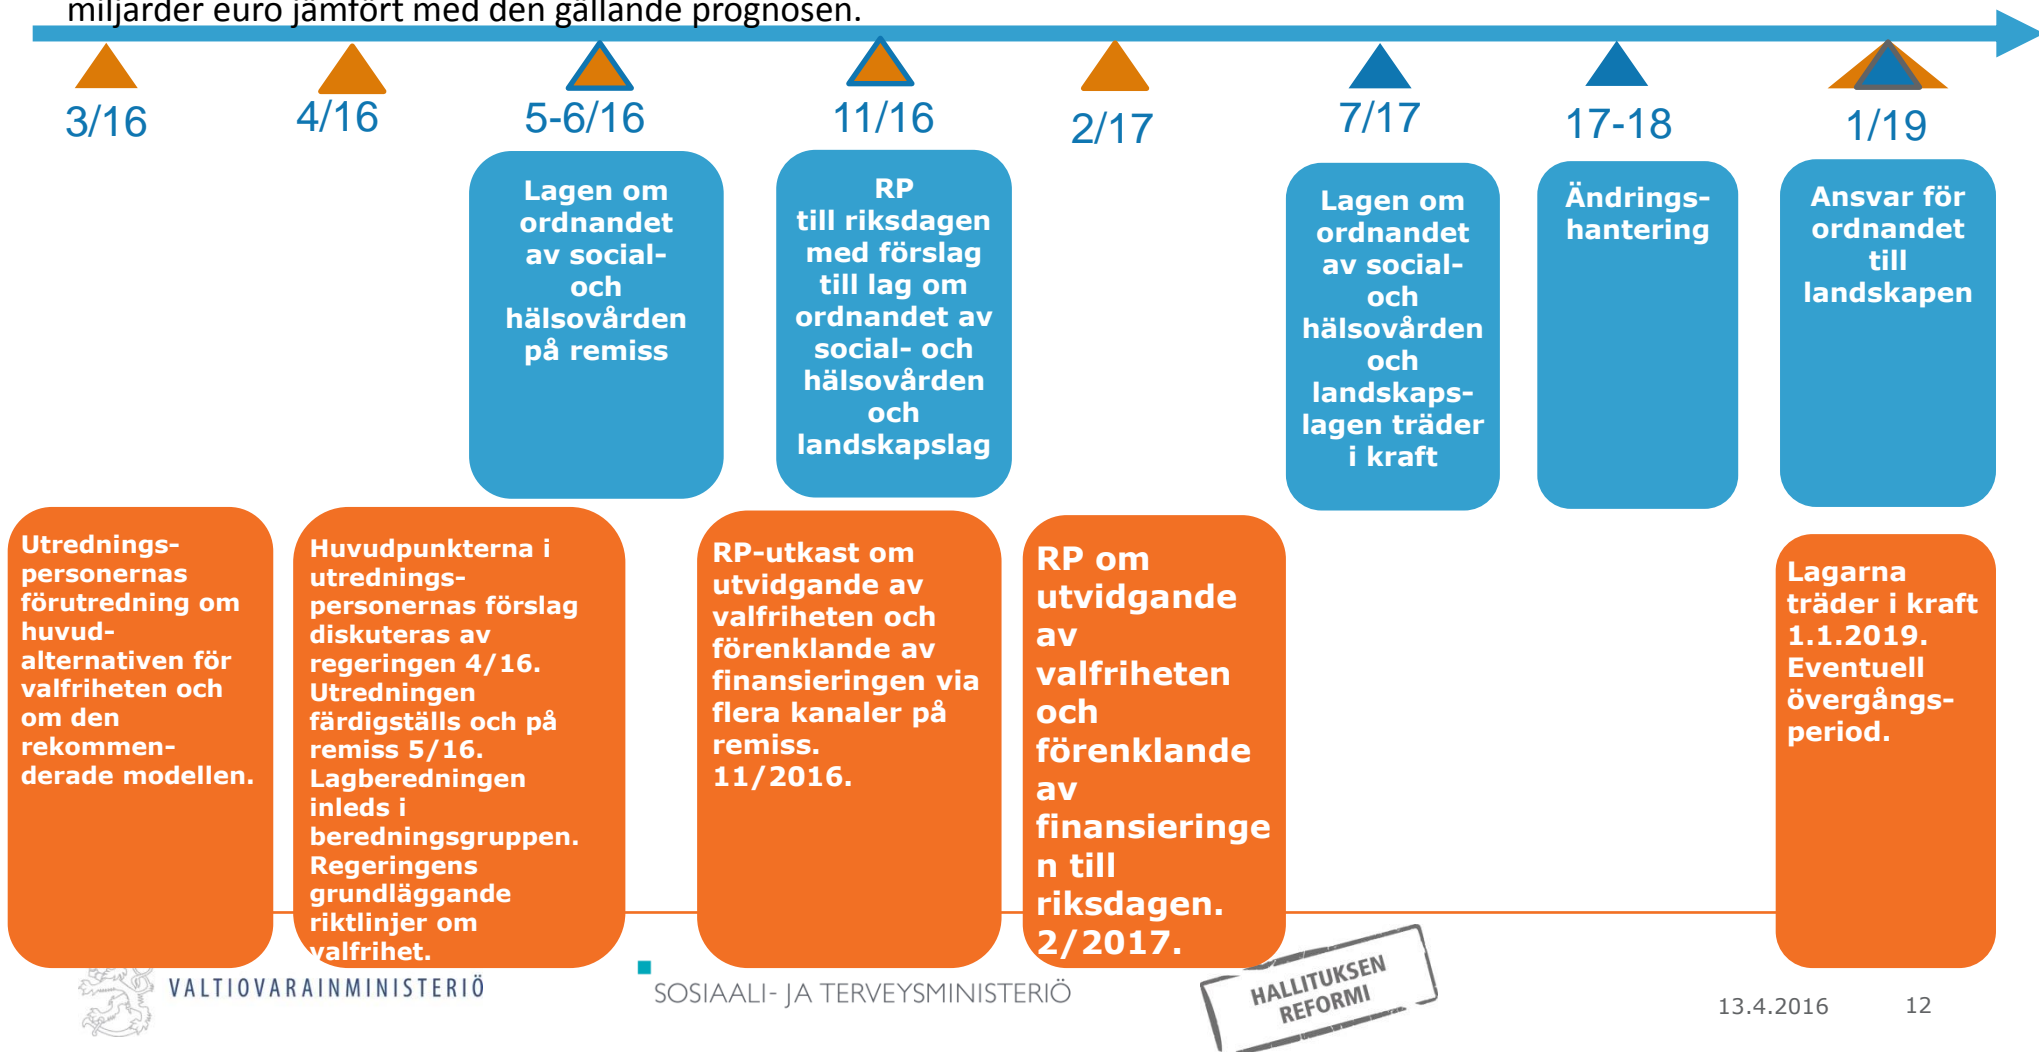 miljarder euro jämfört med den gällande prognosen.
3/16
4/16
5-6/16
11/16
2/17
7/17
17-18
1/19
Lagen om
ordnandet
av social-
och
hälsovården
på remiss
RP
till riksdagen
med förslag
till lag om
ordnandet av
social- och
hälsovården
och
landskapslag
Lagen om
ordnandet
av social-
och
hälsovården
och
landskaps-
lagen träder
i kraft
Ändrings-
hantering
Ansvar för
ordnandet
till
landskapen
Utrednings-
personernas
förutredning om
huvud-
alternativen för
valfriheten och
om den
rekommen-
derade modellen.
Huvudpunkterna i
utrednings-
personernas förslag
diskuteras av
regeringen 4/16.
Utredningen
färdigställs och på
remiss 5/16.
Lagberedningen
inleds i
beredningsgruppen.
Regeringens
grundläggande
riktlinjer om
valfrihet.
RP-utkast om
utvidgande av
valfriheten och
förenklande av
finansieringen via
flera kanaler på
remiss.
11/2016.
RP om
utvidgande
av
valfriheten
och
förenklande
av
finansieringe
n till
riksdagen.
2/2017.
Lagarna
träder i kraft
1.1.2019.
Eventuell
övergångs-
period.
VALTIOVARAINMINISTERIÖ
SOSIAALI- JA TERVEYSMINISTERIÖ
HALLITUKSEN
REFORMI
13.4.2016
12